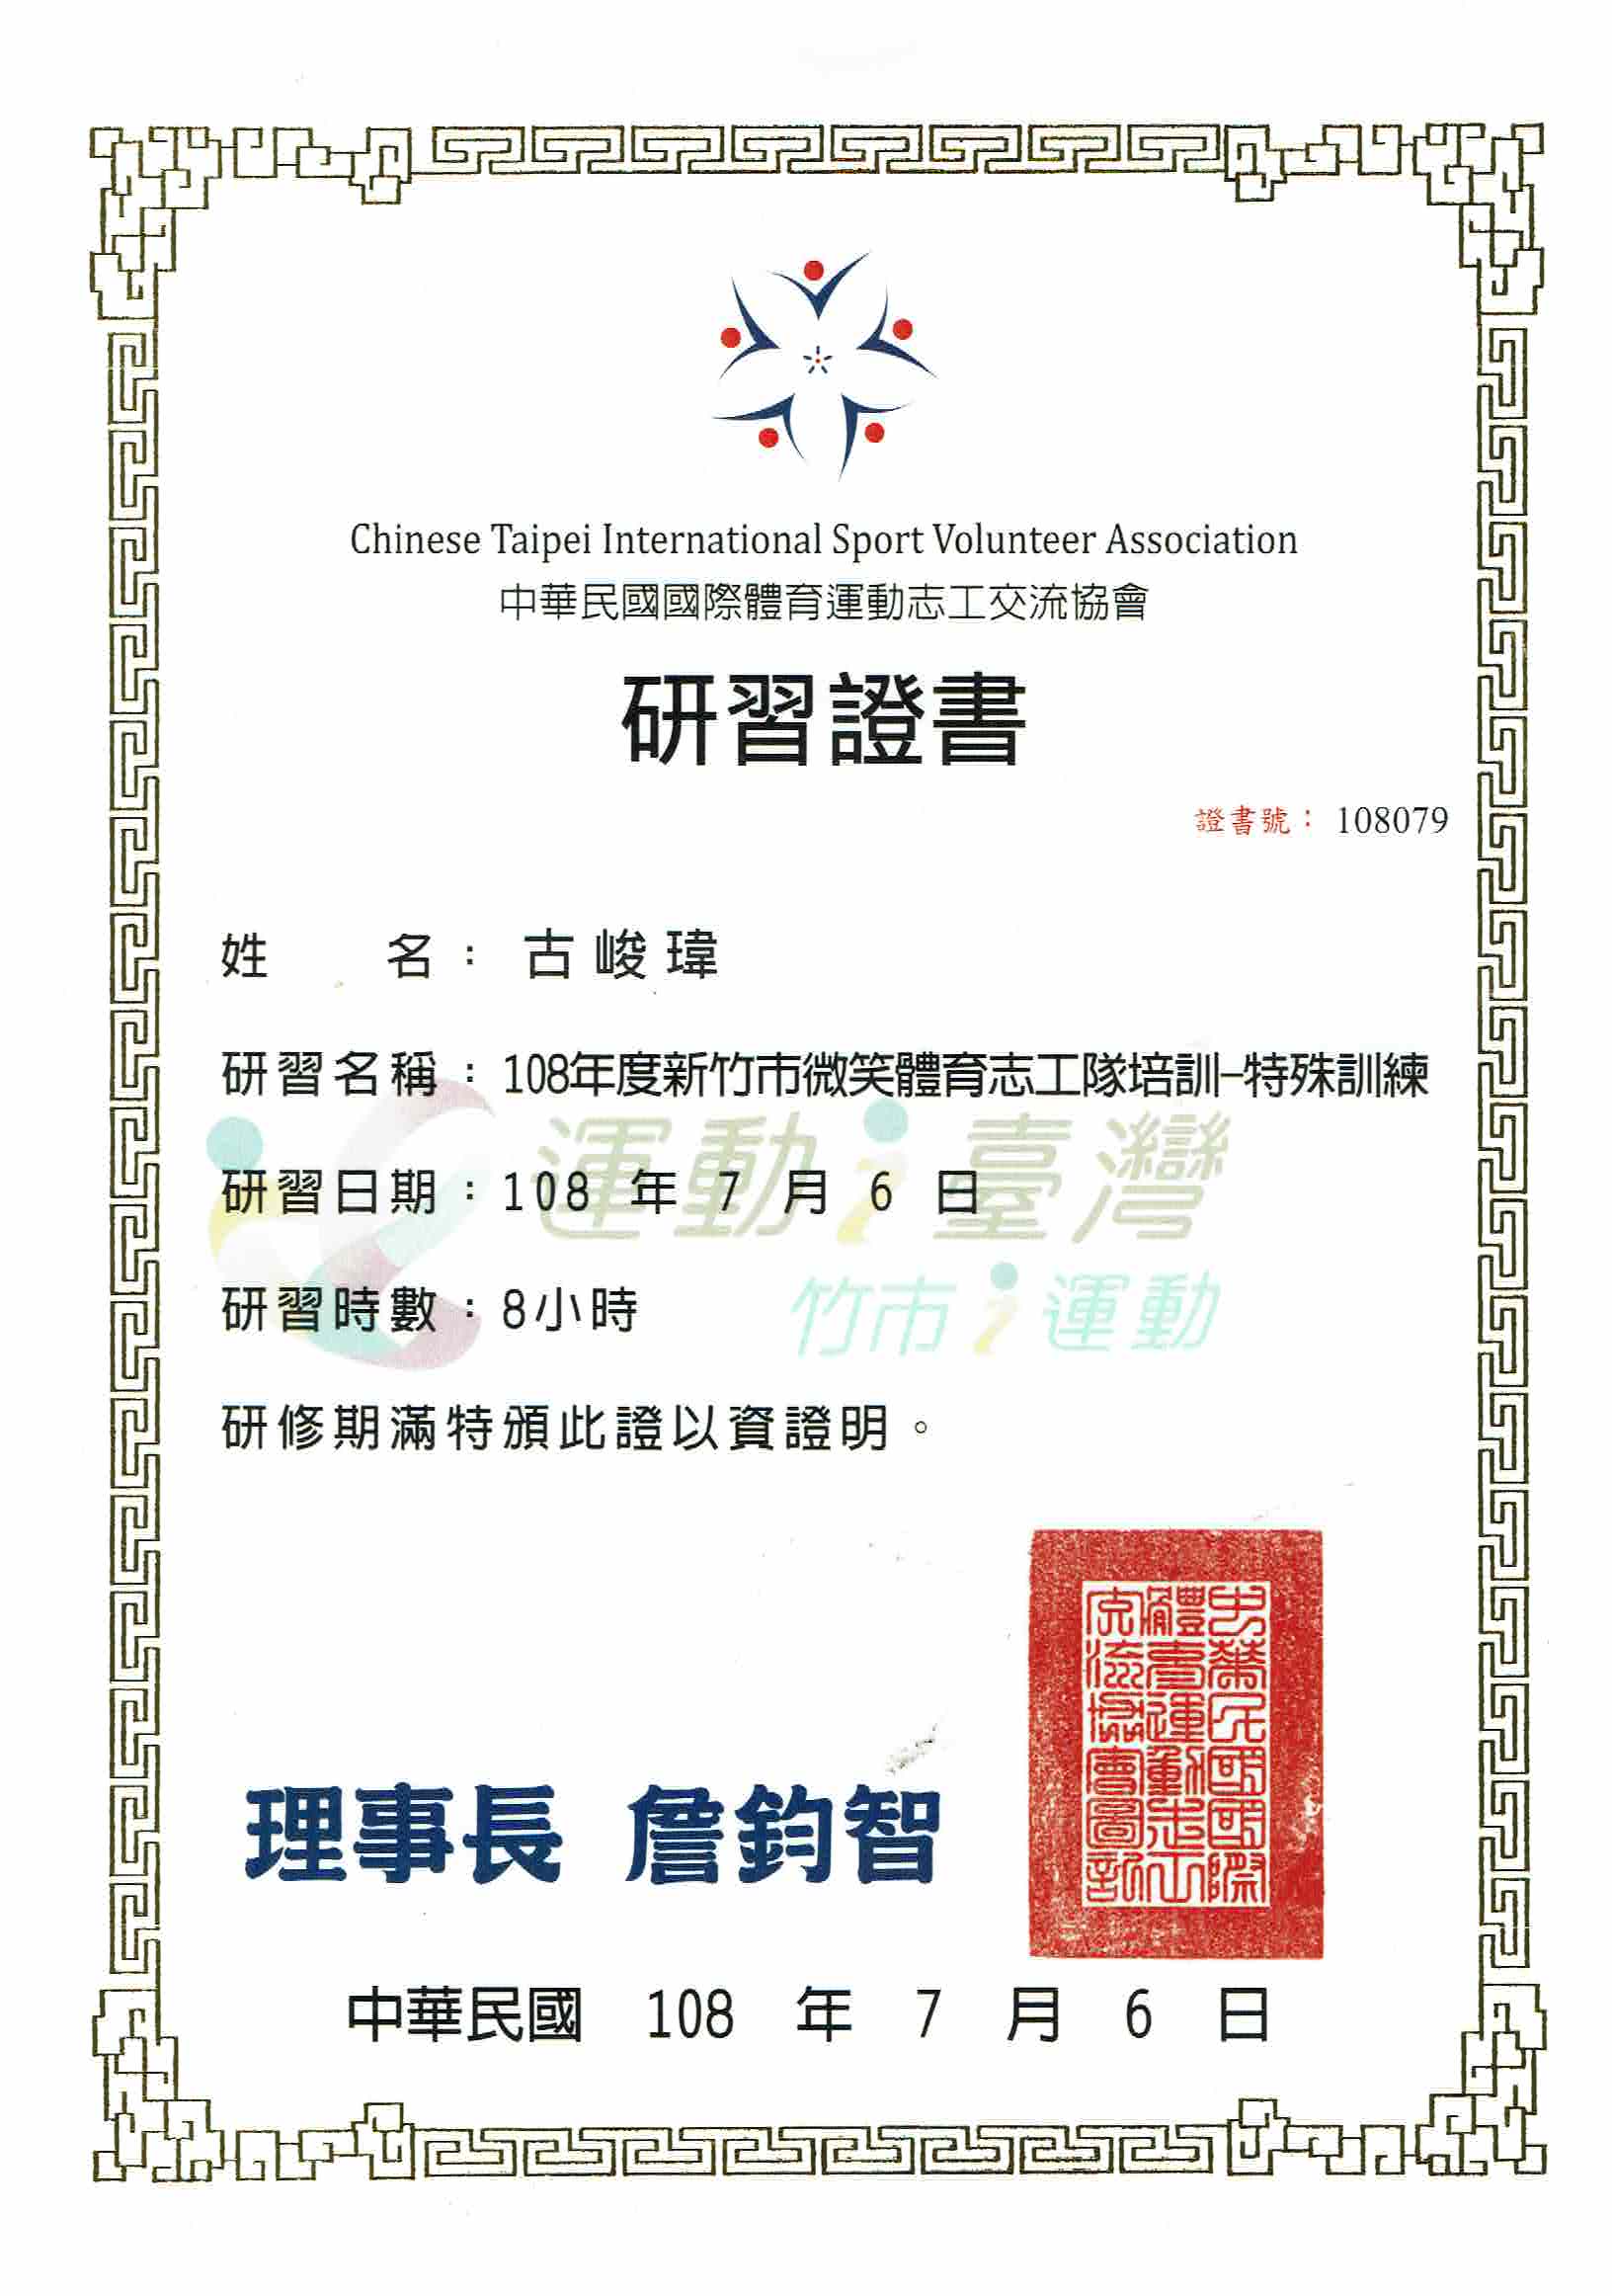 Chinese Taipei International Sport Volunteer Association
中華民國國際體育運動志工交流協會
研習證書
證書號： 108079
姓 名： 古峻瑋
研習名稱：108年度新竹市微笑體育志工隊培訓-特殊訓練
運動i臺灣
研習日期：108 年 7 月 6 日
竹市i運動
研習時數：8小時
研修期滿特頒此證以資證明。
中華民國國際
體育運動志工
交流協會圖記
理事長 詹鈞智
中華民國 108 年 7 月 6 日